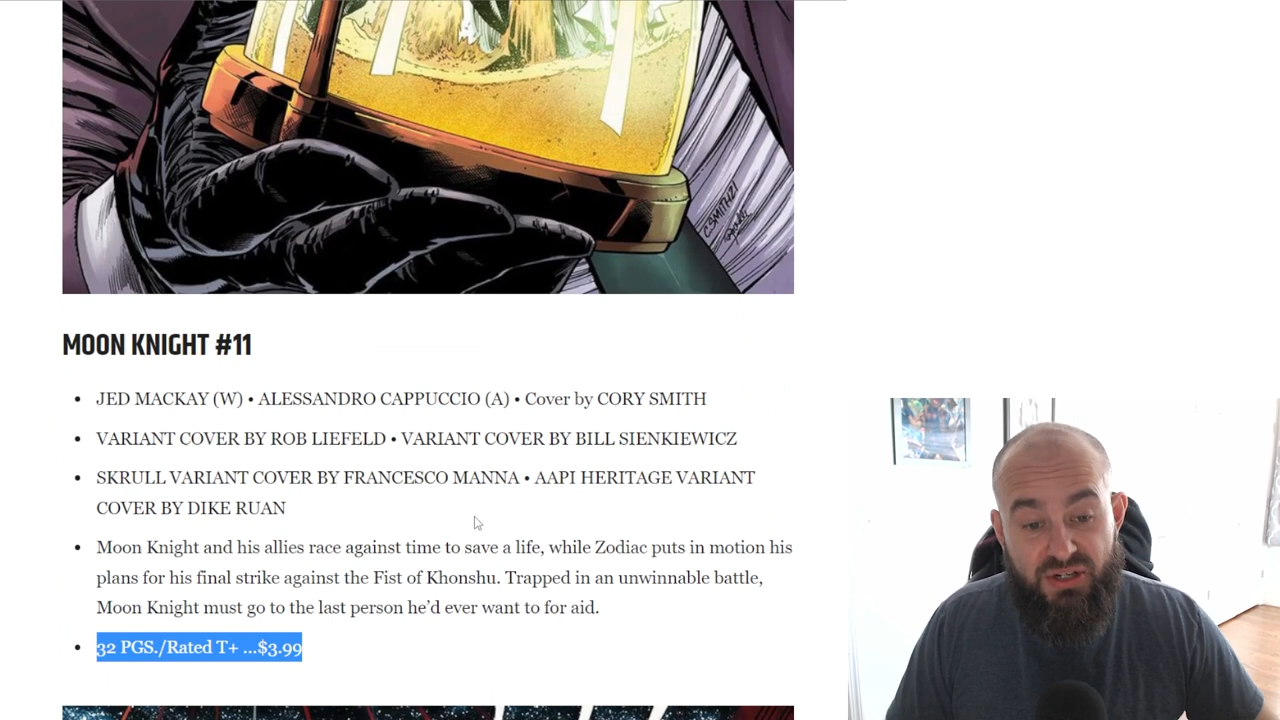 C. SMITH21
MOON KNIGHT #11
• JED MACKAY (W) • ALESSANDRO CAPPUCCIO (A) • Cover by CORY SMITH
• VARIANT COVER BY ROB LIEFELD • VARIANT COVER BY BILL SIENKIEWICZ
• SKRULL VARIANT COVER BY FRANCESCO MANNA • AAPI HERITAGE VARIANT
COVER BY DIKE RUAN
• Moon Knight and his allies race against time to save a life, while Zodiac puts in motion his
plans for his final strike against the Fist of Khonshu. Trapped in an unwinnable battle,
Moon Knight must go to the last person he’d ever want to for aid.
• 32 PGS./Rated T+ ...$3.99